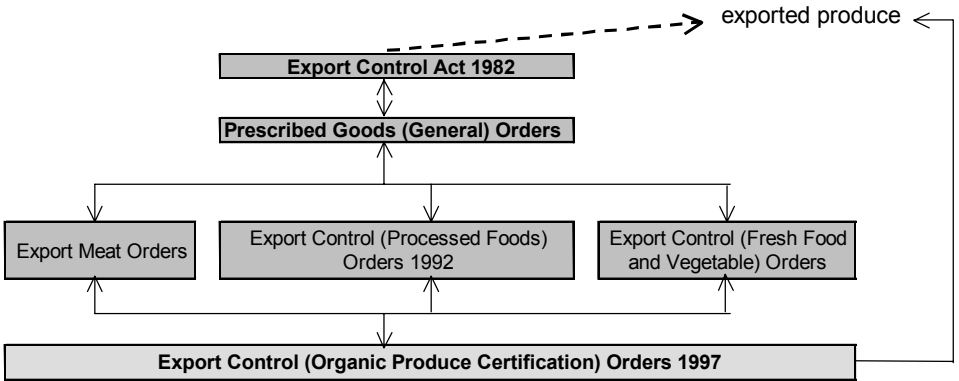 exported produce
Export Control Act 1982
Prescribed Goods (General) Orders
Export Meat Orders
Export Control (Processed Foods)
Orders 1992
Export Control (Fresh Food
and Vegetable) Orders
Export Control (Organic Produce Certification) Orders 1997